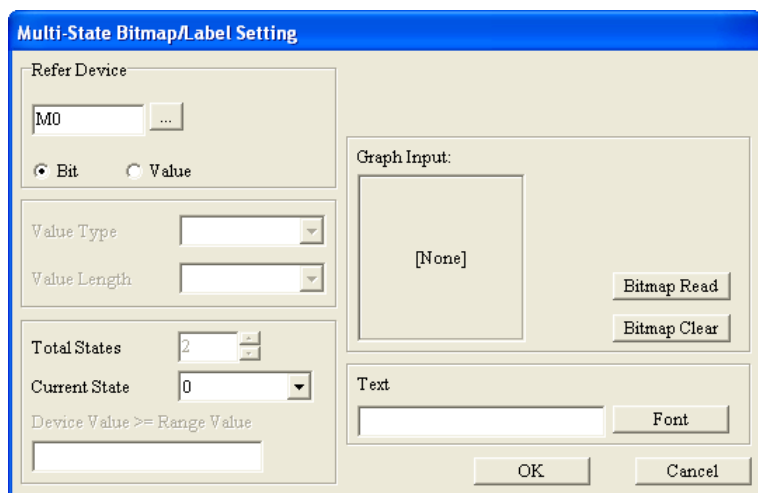 Multi-State Bitmap/Label Setting
Refer Device
M0
...
Bit
Value
Value Type
Value Length
Total States
2
Current State
0
Device Value >= Range Value
Graph Input:
[None]
Bitmap Read
Bitmap Clear
Text
Font
OK
Cancel